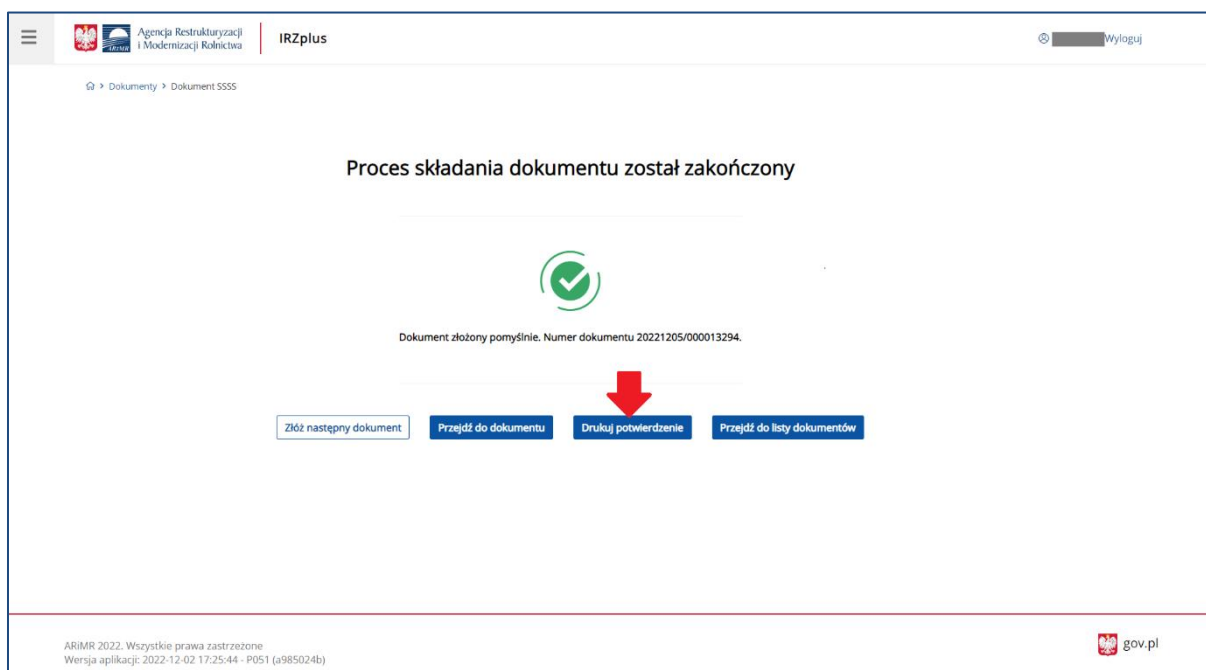 Agencja Restrukturyzacji
i Modernizacji Rolnictwa
IRZplus
Wyloguj
Dokumenty > Dokument SSSS
Proces składania dokumentu został zakończony
Dokument złożony pomyślnie. Numer dokumentu 20221205/000013294.
Złóż następny dokument
Przejdź do dokumentu
Drukuj potwierdzenie
Przejdź do listy dokumentów
ARiMR 2022. Wszystkie prawa zastrzeżone
Wersja aplikacji: 2022-12-02 17:25:44 - P051 (a985024b)
gov.pl